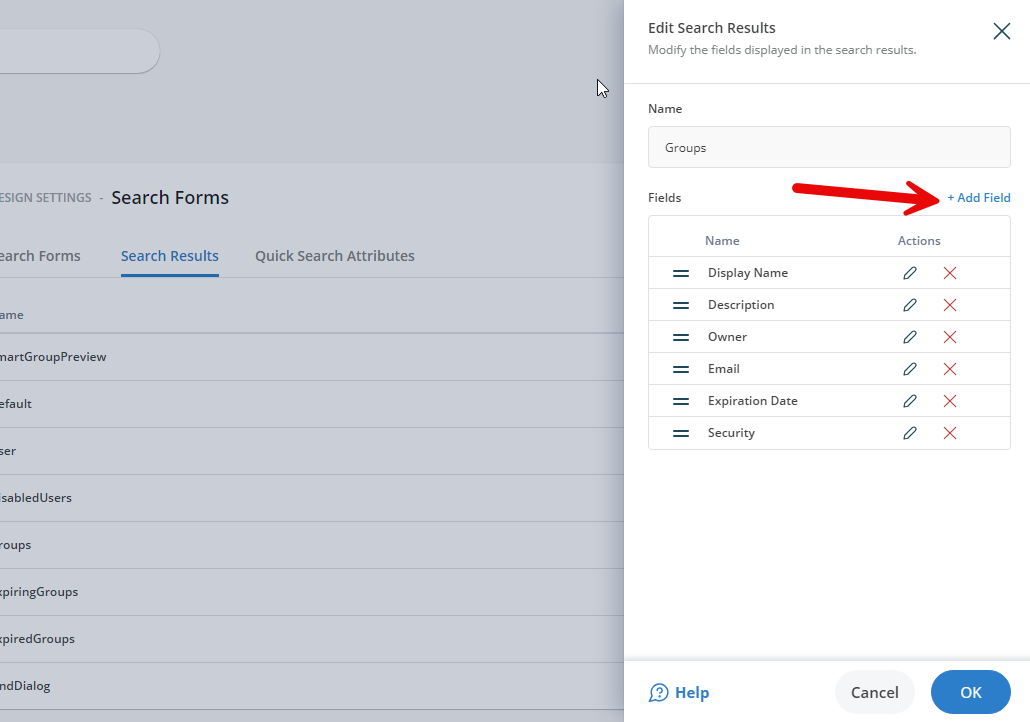 ESIGN SETTINGS - Search Forms
earch Forms
Search Results
Quick Search Attributes
ame
martGroupPreview
efault
ser
isabledUsers
roups
xpiringGroups
xpiredGroups
ndDialog
Edit Search Results
Modify the fields displayed in the search results.
Name
Groups
Fields
+ Add Field
Name
Actions
Display Name
Description
Owner
Email
Expiration Date
Security
Help
Cancel
OK